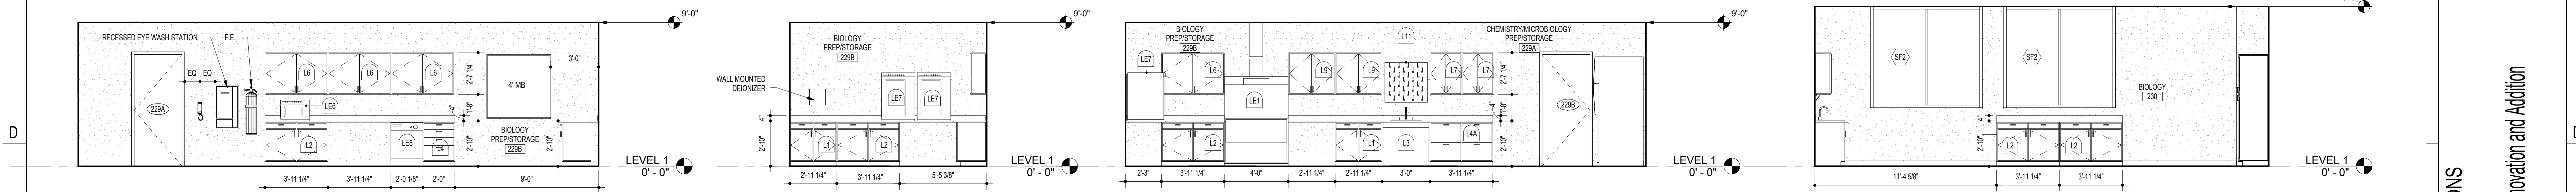 D
RECESSED EYE WASH STATION
F.E.
9'-0"
EQ EQ
229A
L6
L6
L6
LE6
L2
LE8
L4
4"
2'-7 1/4"
1'-8"
2'-10"
4' MB
3'-0"
BIOLOGY
PREP/STORAGE
229B
2'-10"
LEVEL 1
0' - 0"
3'-11 1/4"
3'-11 1/4"
2'-0 1/8"
2'-0"
9'-0"
9'-0"
BIOLOGY
PREP/STORAGE
229B
WALL MOUNTED
DEIONIZER
LE7
LE7
4"
2'-10"
L1
L2
LEVEL 1
0' - 0"
2'-11 1/4"
3'-11 1/4"
5'-5 3/8"
9'-0"
BIOLOGY
PREP/STORAGE
229B
CHEMISTRY/MICROBIOLOGY
PREP/STORAGE
229A
L11
LE7
L6
L9
L9
L7
L7
LE1
2'-7 1/4"
4"
1'-8"
2'-10"
229B
L2
L1
L3
L4A
LEVEL 1
0' - 0"
2'-3"
3'-11 1/4"
4'-0"
2'-11 1/4"
2'-11 1/4"
3'-0"
3'-11 1/4"
SF2
SF2
BIOLOGY
230
4"
2'-10"
L2
L2
LEVEL 1
0' - 0"
11'-4 5/8"
3'-11 1/4"
3'-11 1/4"
ONS
novation and Addition